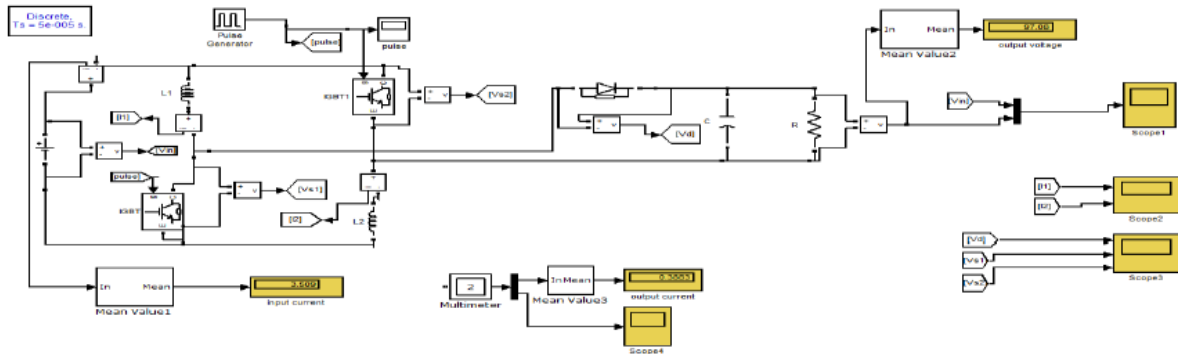 Discrete,
Ts = 5e-005 s.
Pulse
Generator
[pulse]
pulse
In
Mean
Mean Value2
97.06
output voltage
L1
IGBT1
[Vs2]
[I1]
[Vin]
[Vd]
C
R
[Vin]
Scope1
pulse]
IGBT
[Vs1]
[I2]
L2
[I1]
[I2]
Scope2
[Vd]
[Vs1]
[Vs2]
Scope3
In
Mean
Mean Value1
3.509
input current
2
Multimeter
In
Mean
Mean Value3
output current
Scope4